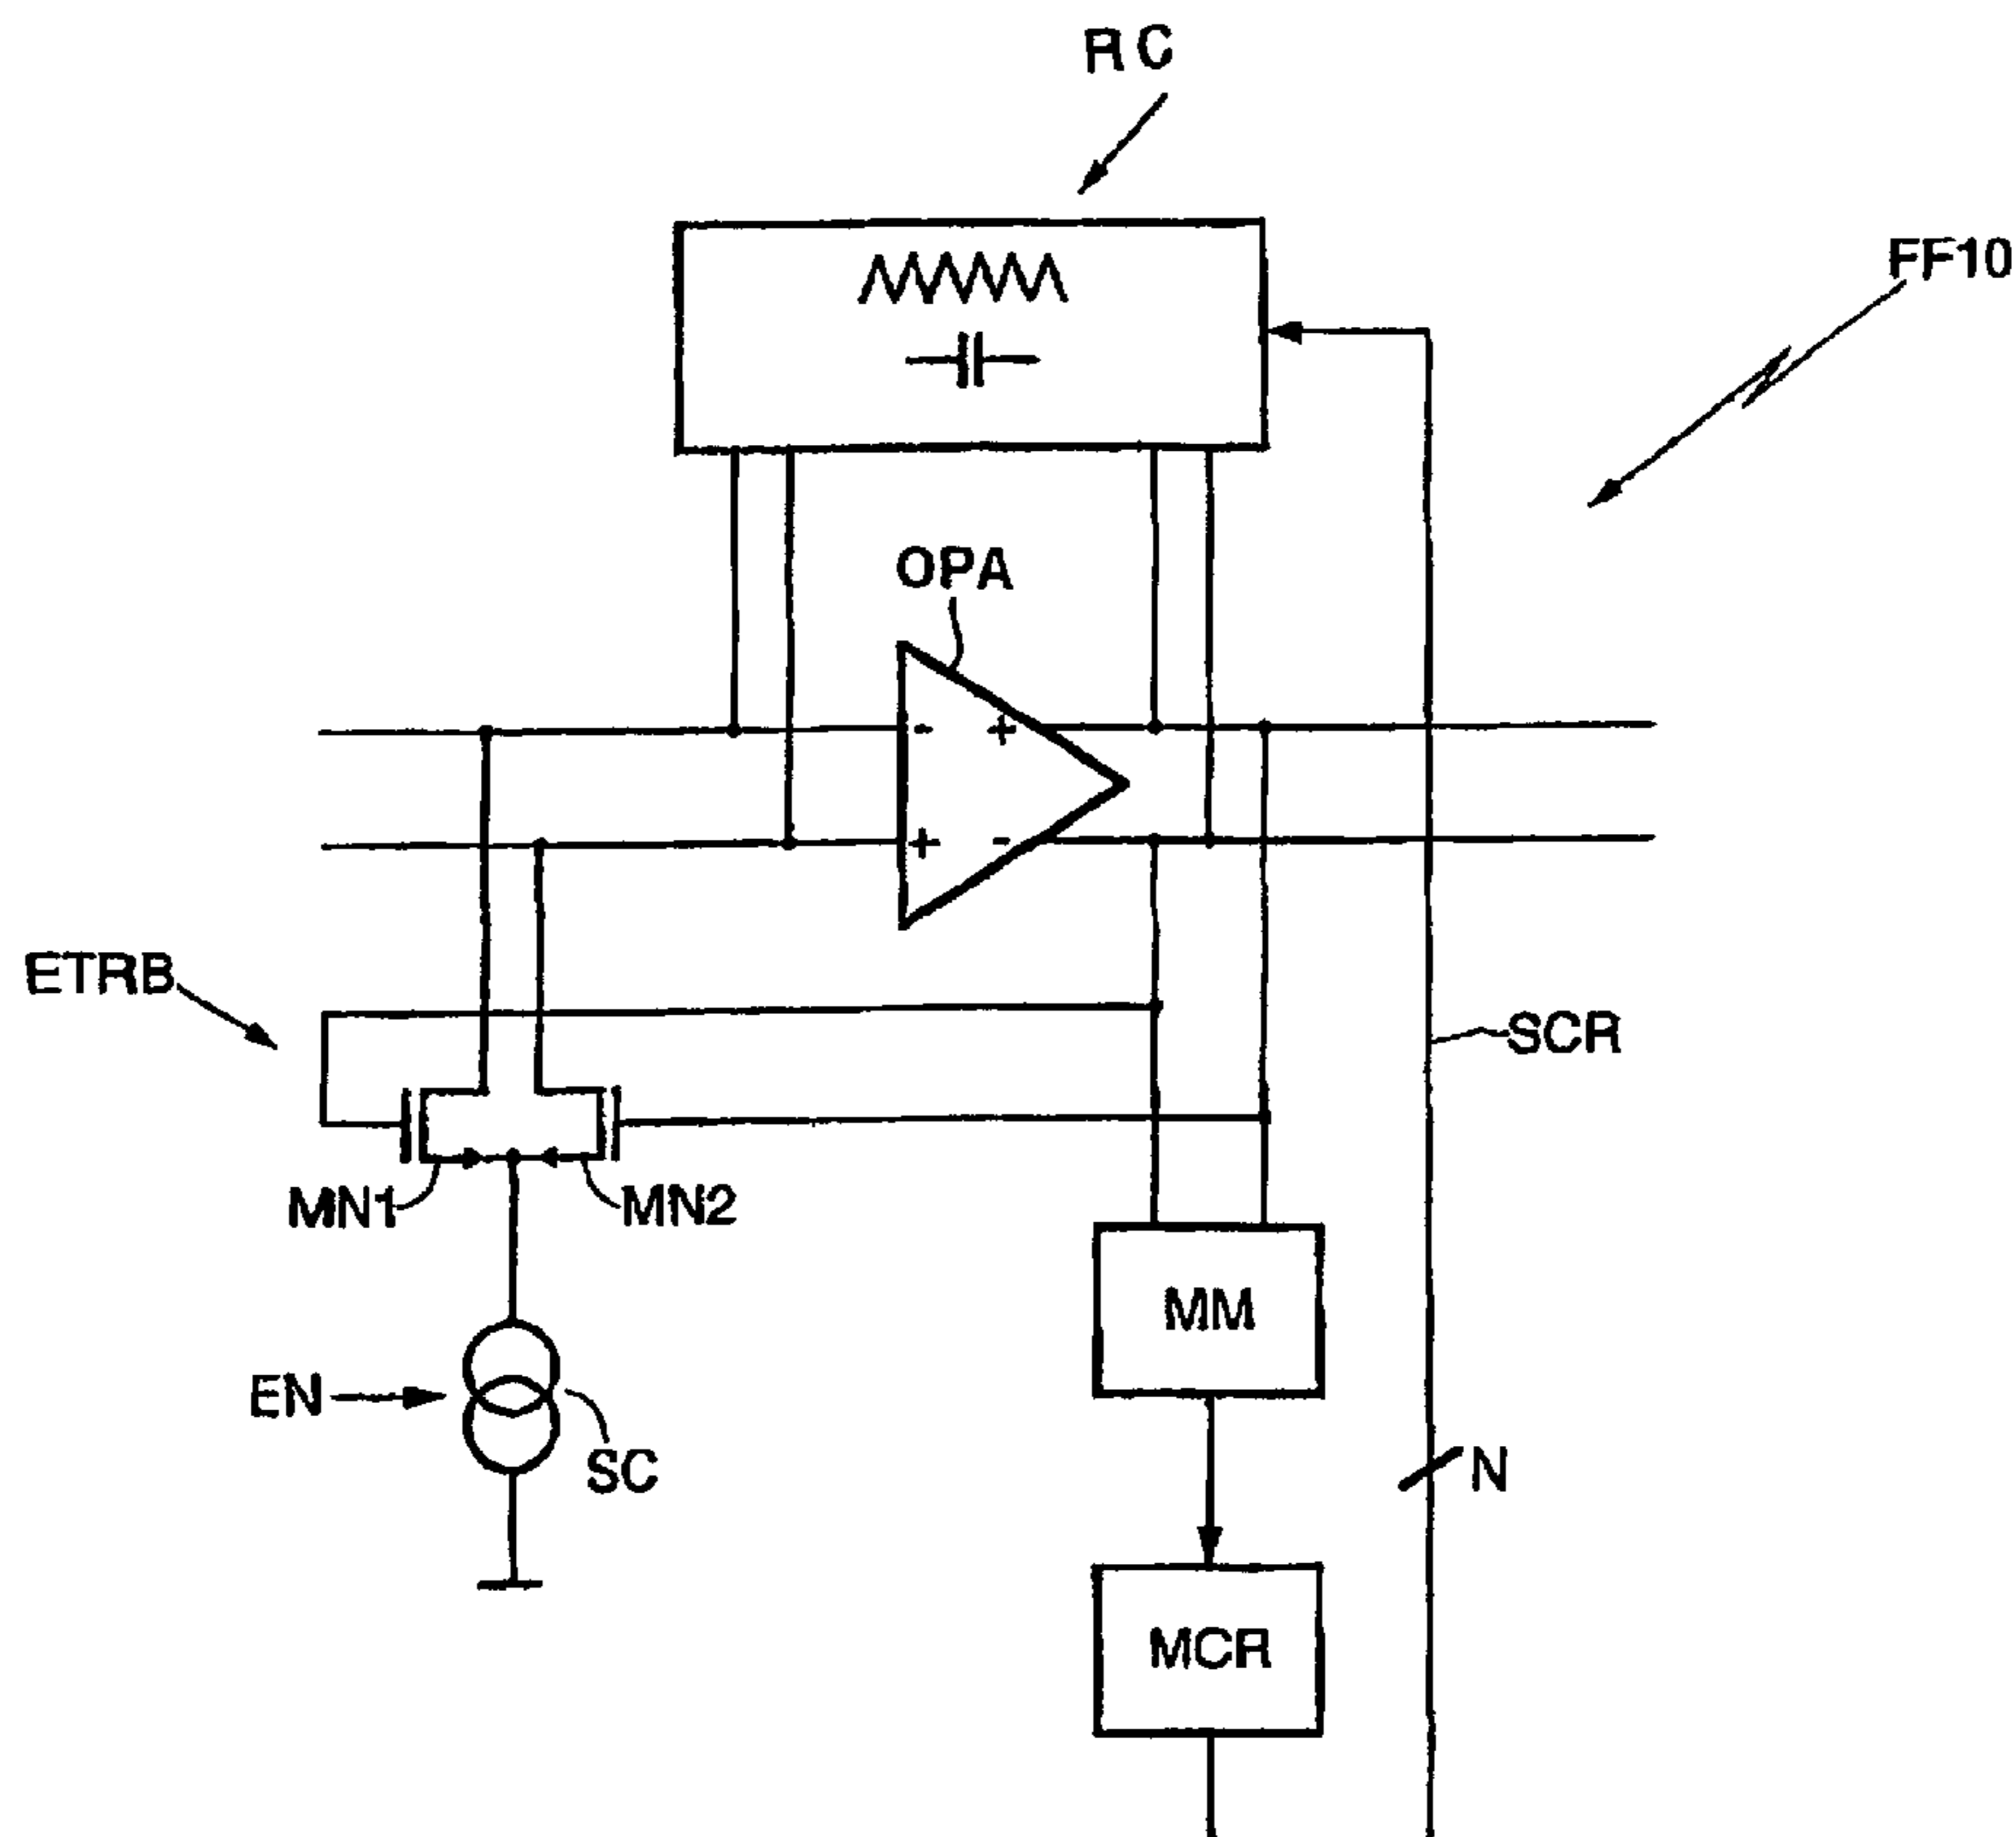 RC
FF10
OPA
- +
+ -
ETRB
SCR
MN1
MN2
MM
EN
SC
N
MCR